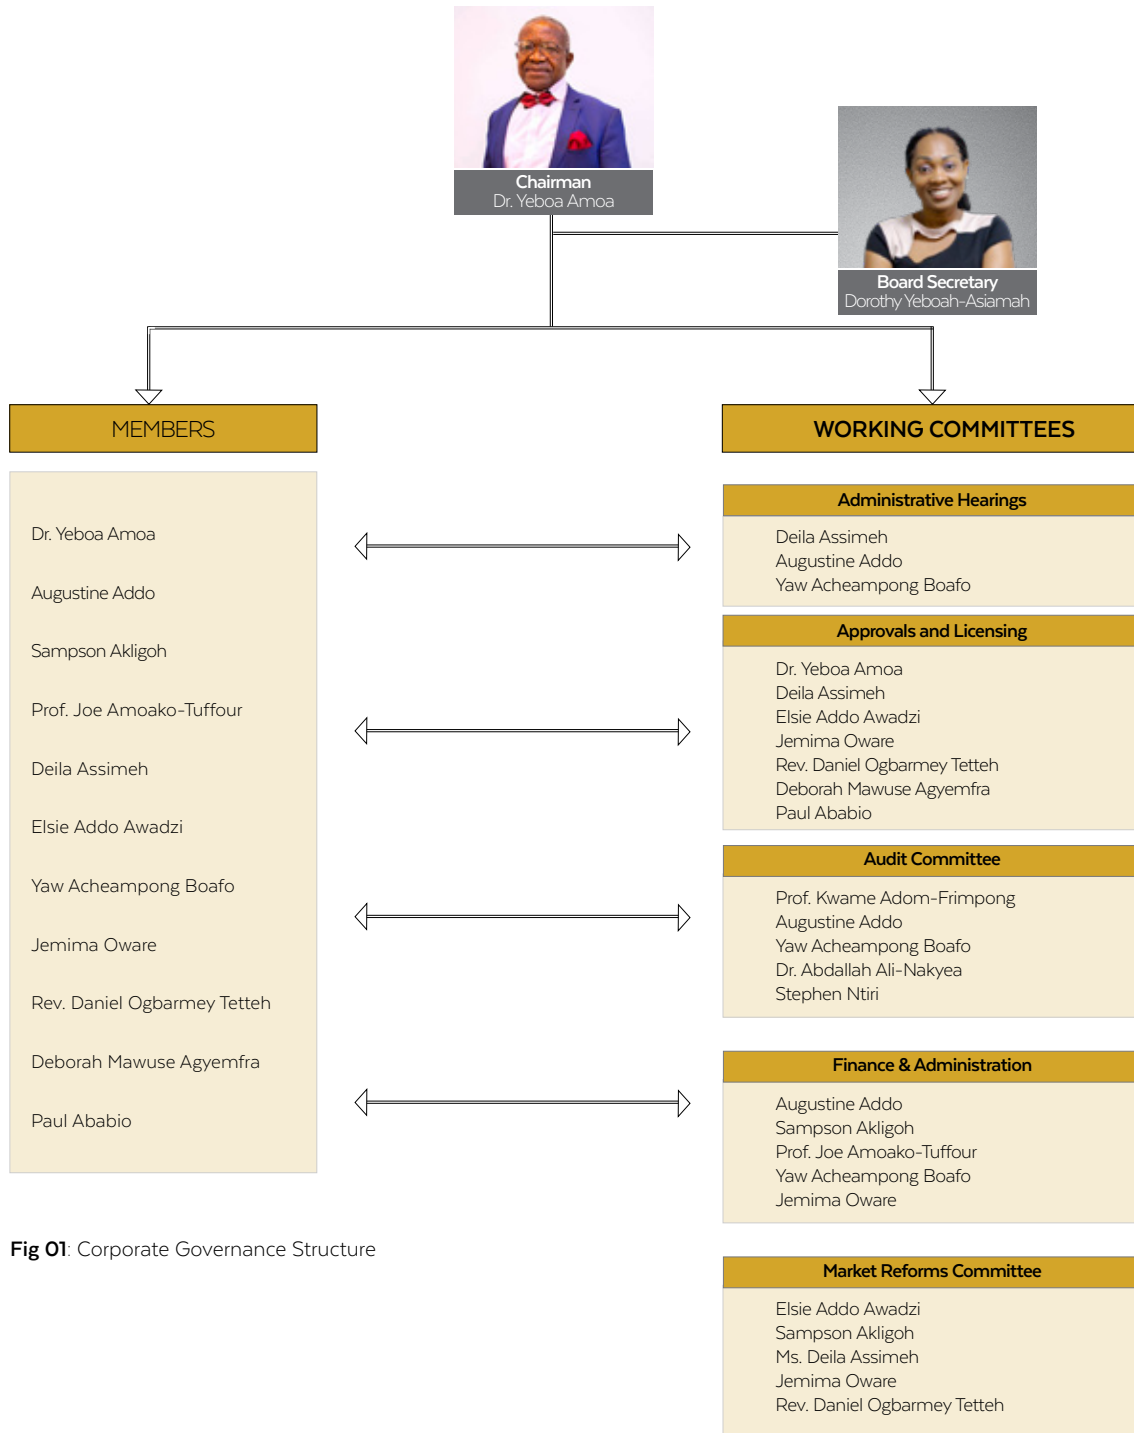 Chairman
Dr. Yeboa Amoa
Board Secretary
Dorothy Yeboah-Asiamah
MEMBERS
Dr. Yeboa Amoa
Augustine Addo
Sampson Akligoh
Prof. Joe Amoako-Tuffour
Deila Assimeh
Elsie Addo Awadzi
Yaw Acheampong Boafo
Jemima Oware
Rev. Daniel Ogbarmey Tetteh
Deborah Mawuse Agyemfra
Paul Ababio
WORKING COMMITTEES
Administrative Hearings
Deila Assimeh
Augustine Addo
Yaw Acheampong Boafo
Approvals and Licensing
Dr. Yeboa Amoa
Deila Assimeh
Elsie Addo Awadzi
Jemima Oware
Rev. Daniel Ogbarmey Tetteh
Deborah Mawuse Agyemfra
Paul Ababio
Audit Committee
Prof. Kwame Adom-Frimpong
Augustine Addo
Yaw Acheampong Boafo
Dr. Abdallah Ali-Nakyea
Stephen Ntiri
Finance & Administration
Augustine Addo
Sampson Akligoh
Prof. Joe Amoako-Tuffour
Yaw Acheampong Boafo
Jemima Oware
Market Reforms Committee
Elsie Addo Awadzi
Sampson Akligoh
Ms. Deila Assimeh
Jemima Oware
Rev. Daniel Ogbarmey Tetteh
Fig 01: Corporate Governance Structure